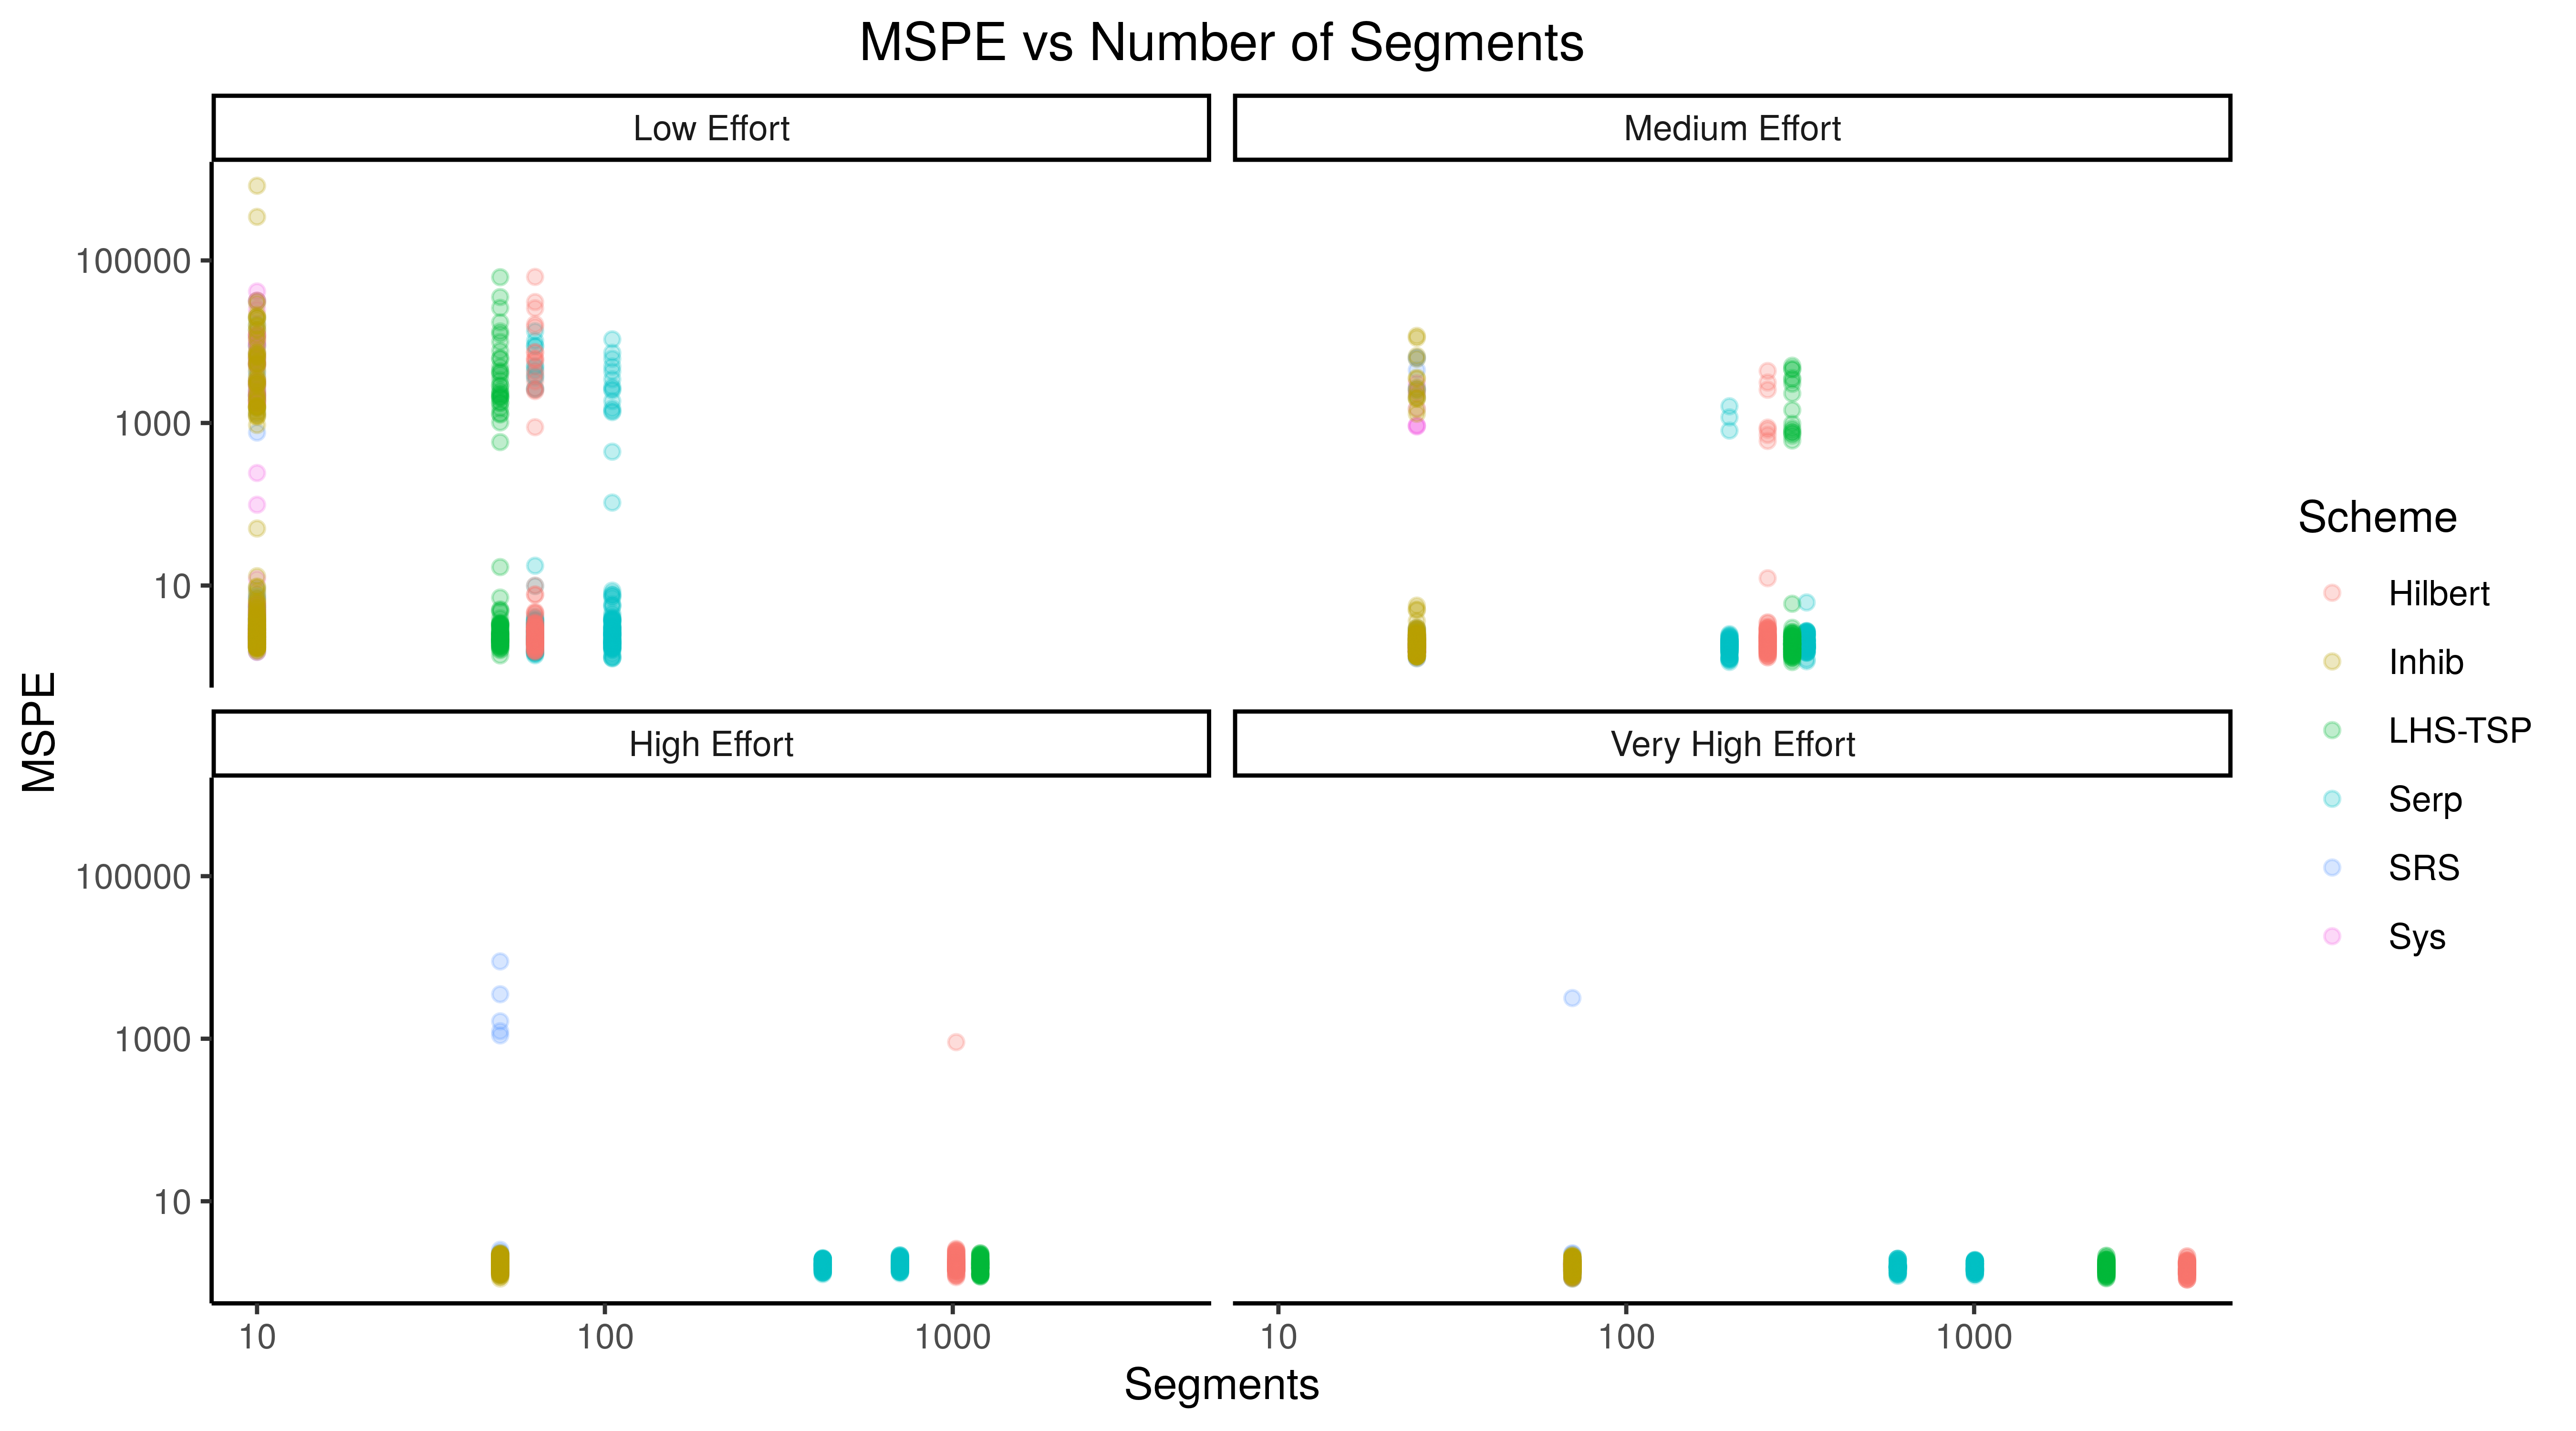 MSPE vs Number of Segments
Low Effort
Medium Effort
100000
1000
10
High Effort
Very High Effort
100000
1000
10
10
100
1000
10
100
1000
Segments
MSPE
Scheme
Hilbert
Inhib
LHS-TSP
Serp
SRS
Sys